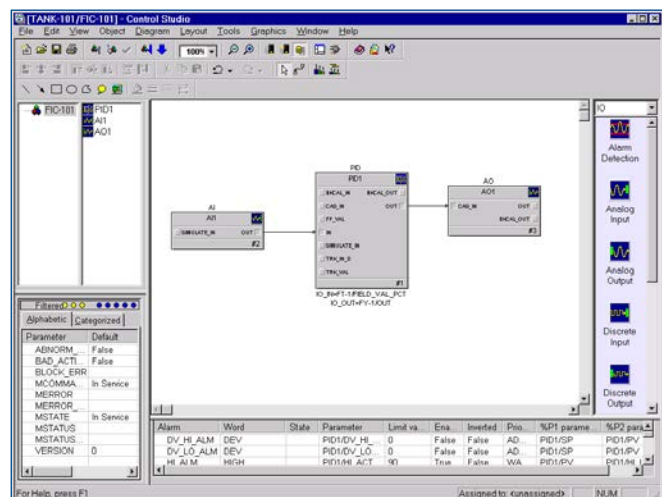 [TANK-101/FIC-101] - Control Studio
File Edit View Object Diagram Layout Tools Graphics Window Help
100%
FIC-101
PID1
AI1
AO1
IO
Alarm Detection
Analog Input
Analog Output
Discrete Input
Discrete Output
PID
PID1
BKCAL_IN BKCAL_OUT
CAS_IN OUT
FF_VAL
IN
SIMULATE_IN
TRK_IN_D
TRK_VAL
#1
IO_IN=FT-1/FIELD_VAL_PCT
IO_OUT=FY-1/OUT
AI
AI1
SIMULATE_IN OUT
#2
AO
AO1
CAS_IN OUT
BKCAL_OUT
#3
Filtered
Alphabetic Categorized
Parameter Default
ABNORM_... False
BAD_ACTI... False
BLOCK_ERR
MCOMMA... In Service
MERROR
MERROR_...
MSTATE In Service
MSTATUS
MSTATUS...
VERSION 0
Alarm Word State Parameter Limit va... Ena... Inverted Prio... %P1 parame... %P2 para
DV_HI_ALM DEV PID1/DV_HI_... 0 False False AD... PID1/SP PID1/PV
DV_LO_ALM DEV PID1/DV_LO... 0 False False AD... PID1/SP PID1/PV
HI_ALM HIGH PID1/HI_ACT 90 True False WA PID1/PV
For Help, press F1
Assigned to: <unassigned> NUM